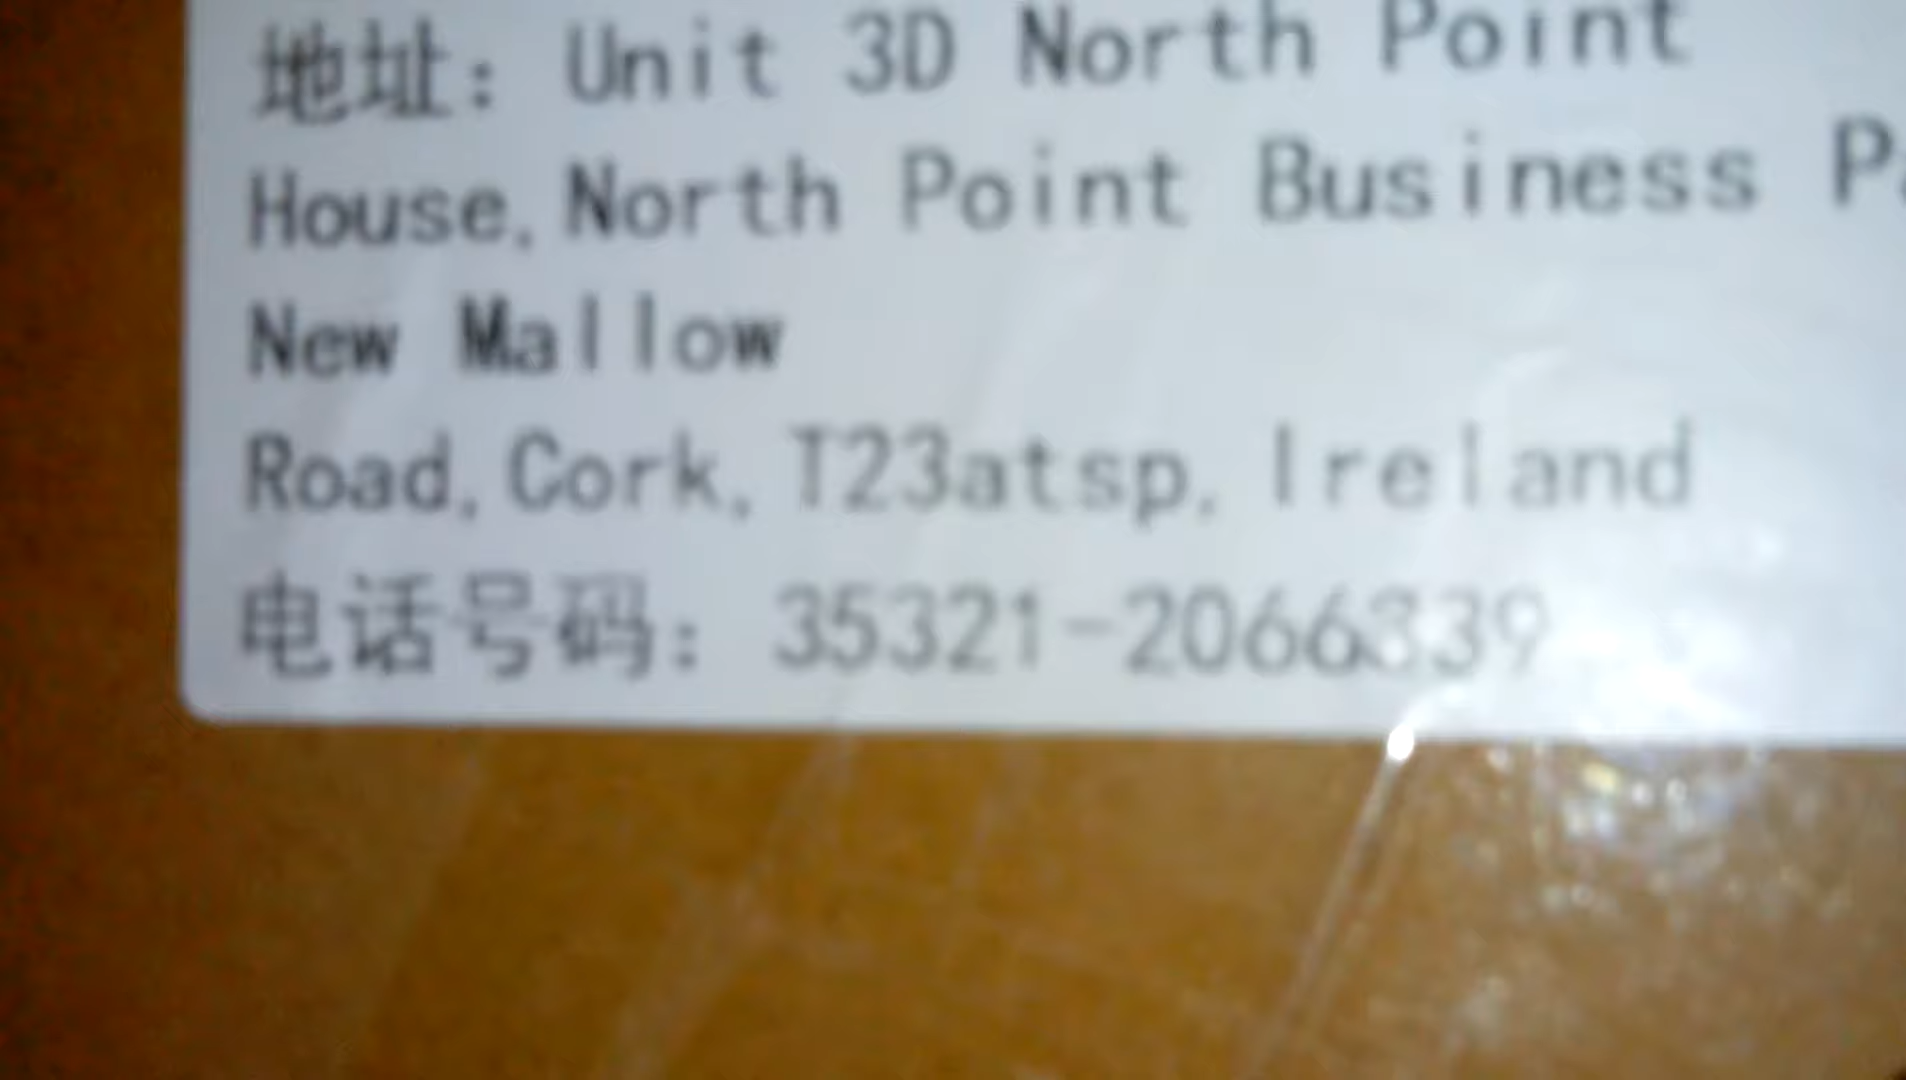 地址: Unit 3D North Point
House, North Point Business
New Mallow
Road, Cork, T23atsp, Ireland
电话号码: 35321-2066339